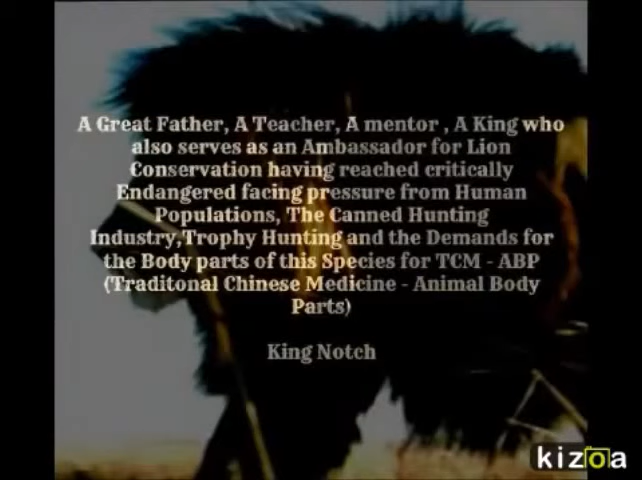 A Great Father, A Teacher, A mentor , A King who
also serves as an Ambassador for Lion
Conservation having reached critically
Endangered facing pressure from Human
Populations, The Canned Hunting
Industry,Trophy Hunting and the Demands for
the Body parts of this Species for TCM - ABP
(Traditonal Chinese Medicine - Animal Body
Parts)
King Notch
kizoa